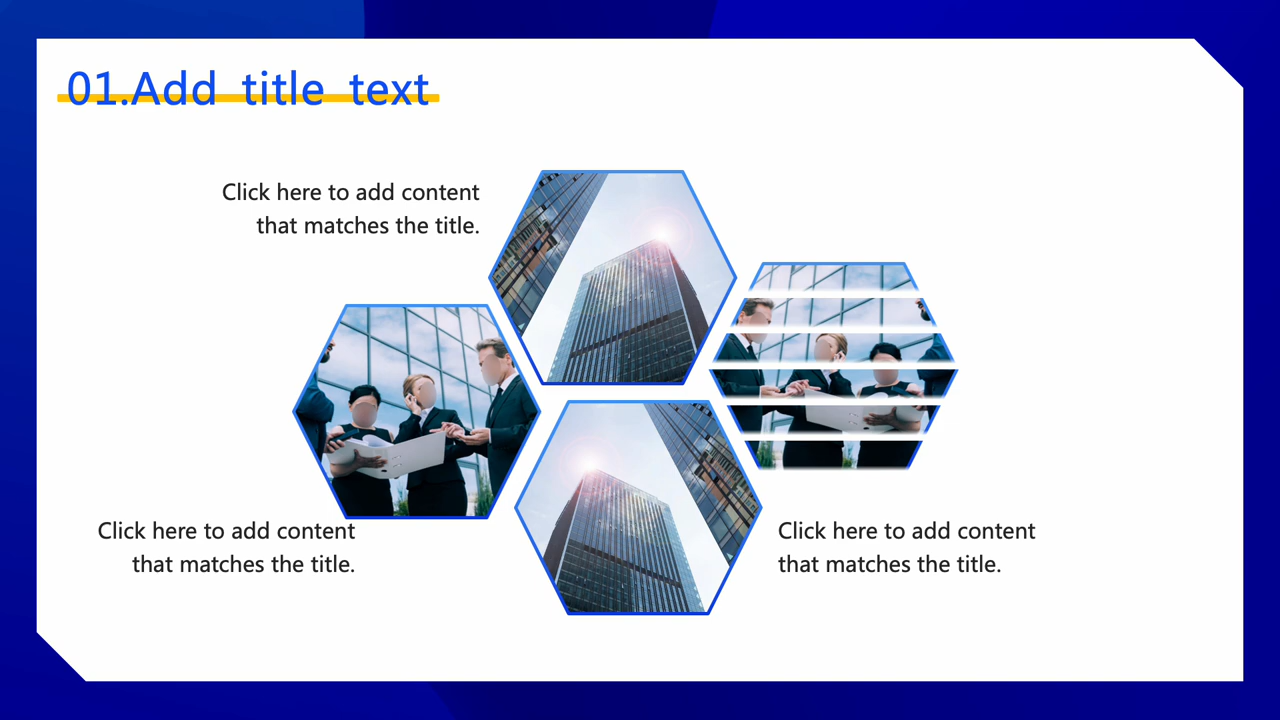 01.Add title text
Click here to add content
that matches the title.
Click here to add content
that matches the title.
Click here to add content
that matches the title.